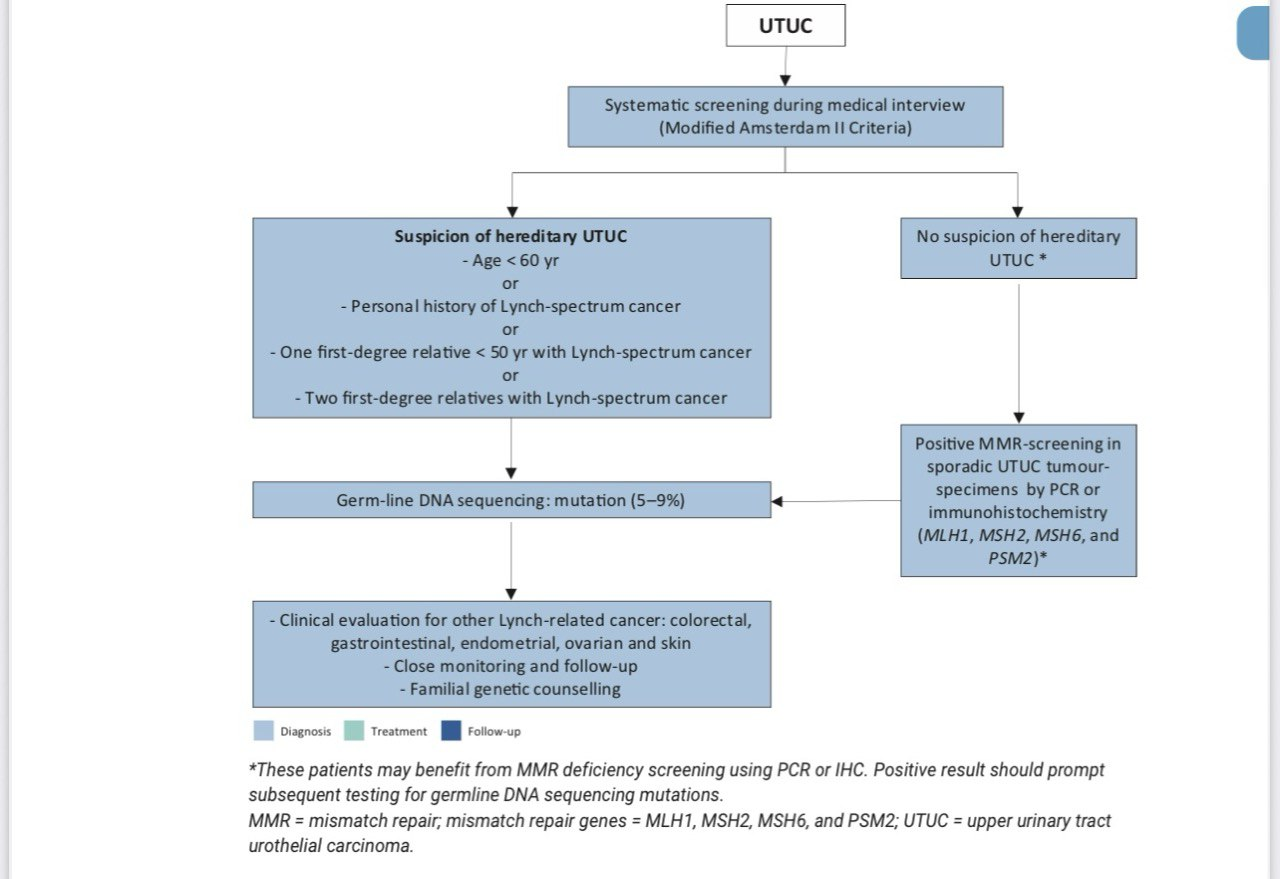 UTUC
Systematic screening during medical interview
(Modified Amsterdam II Criteria)
Suspicion of hereditary UTUC
- Age < 60 yr
or
- Personal history of Lynch-spectrum cancer
or
- One first-degree relative < 50 yr with Lynch-spectrum cancer
or
- Two first-degree relatives with Lynch-spectrum cancer
No suspicion of hereditary
UTUC *
Positive MMR-screening in
sporadic UTUC tumour-
specimens by PCR or
immunohistochemistry
(MLH1, MSH2, MSH6, and
PSM2)*
Germ-line DNA sequencing: mutation (5–9%)
- Clinical evaluation for other Lynch-related cancer: colorectal,
gastrointestinal, endometrial, ovarian and skin
- Close monitoring and follow-up
- Familial genetic counselling
Diagnosis Treatment Follow-up
*These patients may benefit from MMR deficiency screening using PCR or IHC. Positive result should prompt
subsequent testing for germline DNA sequencing mutations.
MMR = mismatch repair; mismatch repair genes = MLH1, MSH2, MSH6, and PSM2; UTUC = upper urinary tract
urothelial carcinoma.